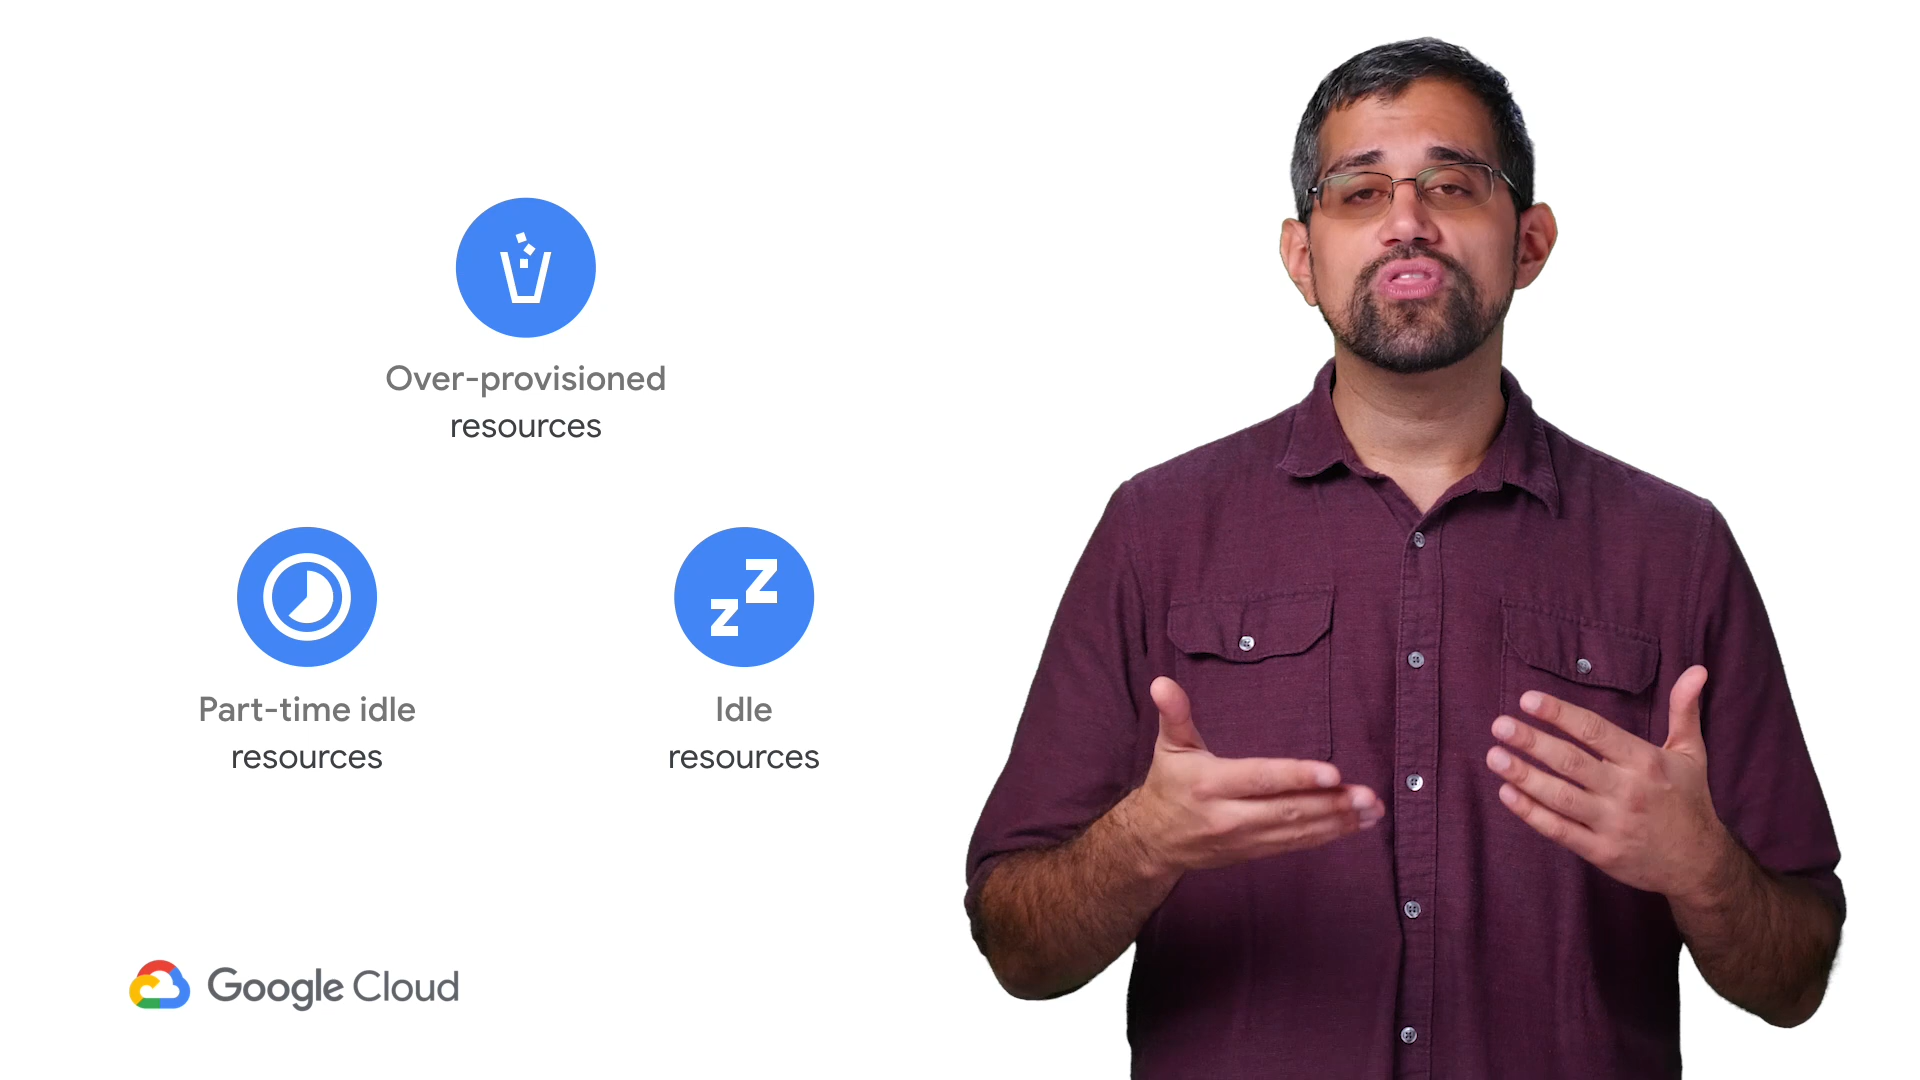 Over-provisioned
resources
Part-time idle
resources
Idle
resources
Google Cloud